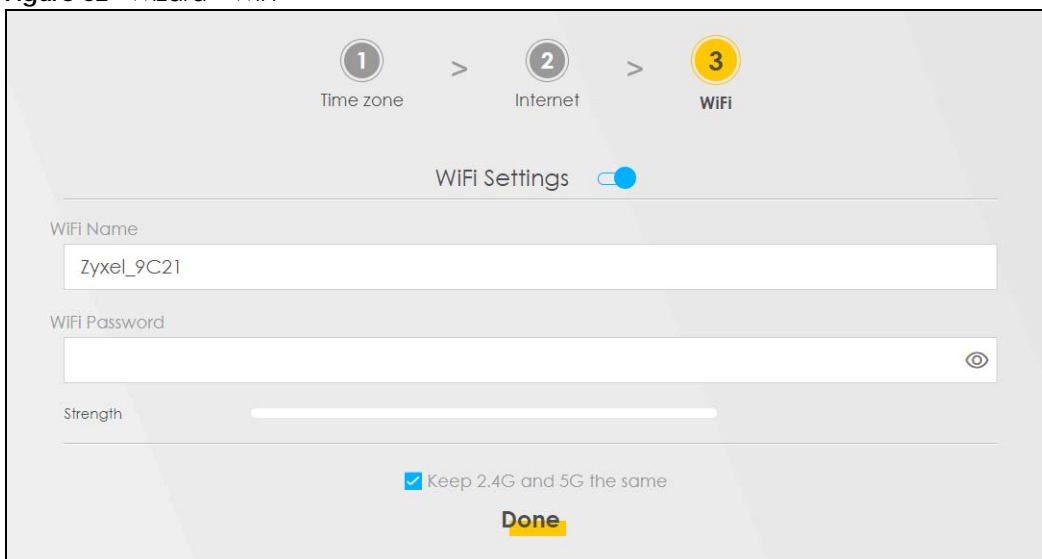 1 > 2 > 3
Time zone Internet WiFi
WiFi Settings
WiFi Name
Zyxel_9C21
WiFi Password
Strength
Keep 2.4G and 5G the same
Done